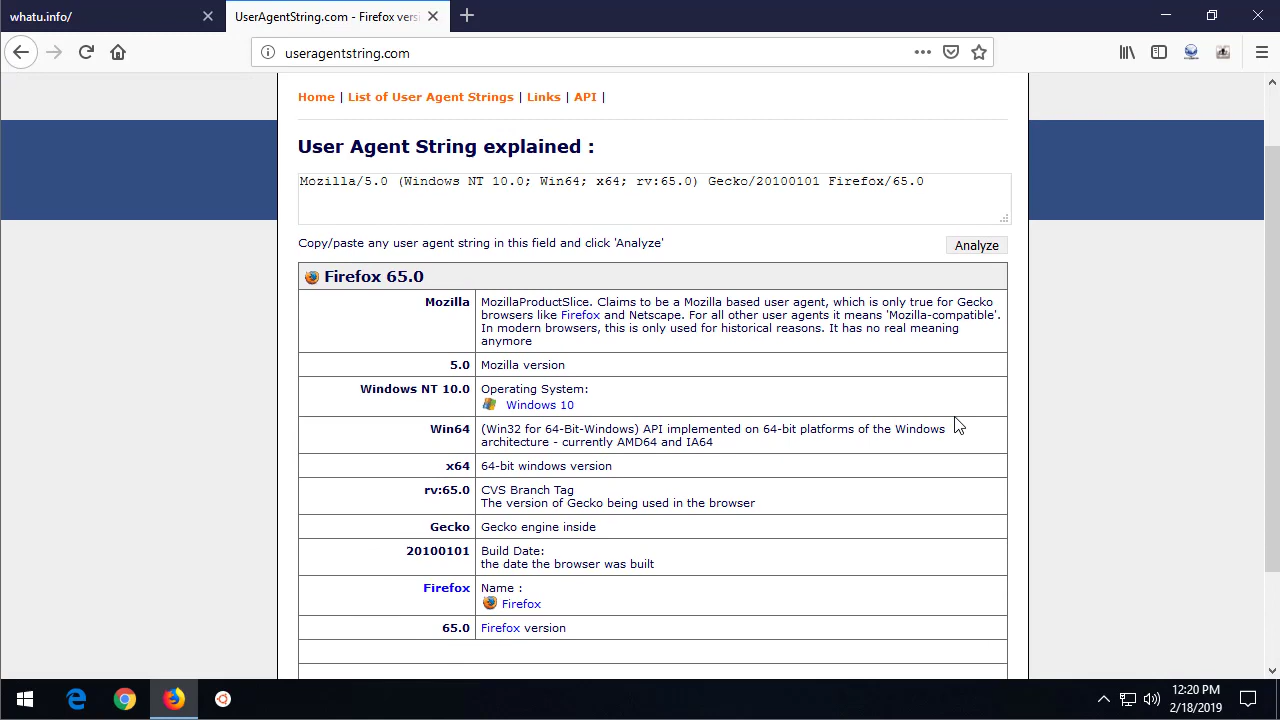 whatu.info/
UserAgentString.com - Firefox vers
useragentstring.com
Home | List of User Agent Strings | Links | API |
User Agent String explained :
Mozilla/5.0 (Windows NT 10.0; Win64; x64; rv:65.0) Gecko/20100101 Firefox/65.0
Copy/paste any user agent string in this field and click 'Analyze'
Analyze
Firefox 65.0
Mozilla
MozillaProductSlice. Claims to be a Mozilla based user agent, which is only true for Gecko
browsers like Firefox and Netscape. For all other user agents it means 'Mozilla-compatible'.
In modern browsers, this is only used for historical reasons. It has no real meaning
anymore
5.0 Mozilla version
Windows NT 10.0 Operating System:
Windows 10
Win64 (Win32 for 64-Bit-Windows) API implemented on 64-bit platforms of the Windows
architecture - currently AMD64 and IA64
x64 64-bit windows version
rv:65.0 CVS Branch Tag
The version of Gecko being used in the browser
Gecko Gecko engine inside
20100101 Build Date:
the date the browser was built
Firefox Name :
Firefox
65.0 Firefox version
12:20 PM
2/18/2019